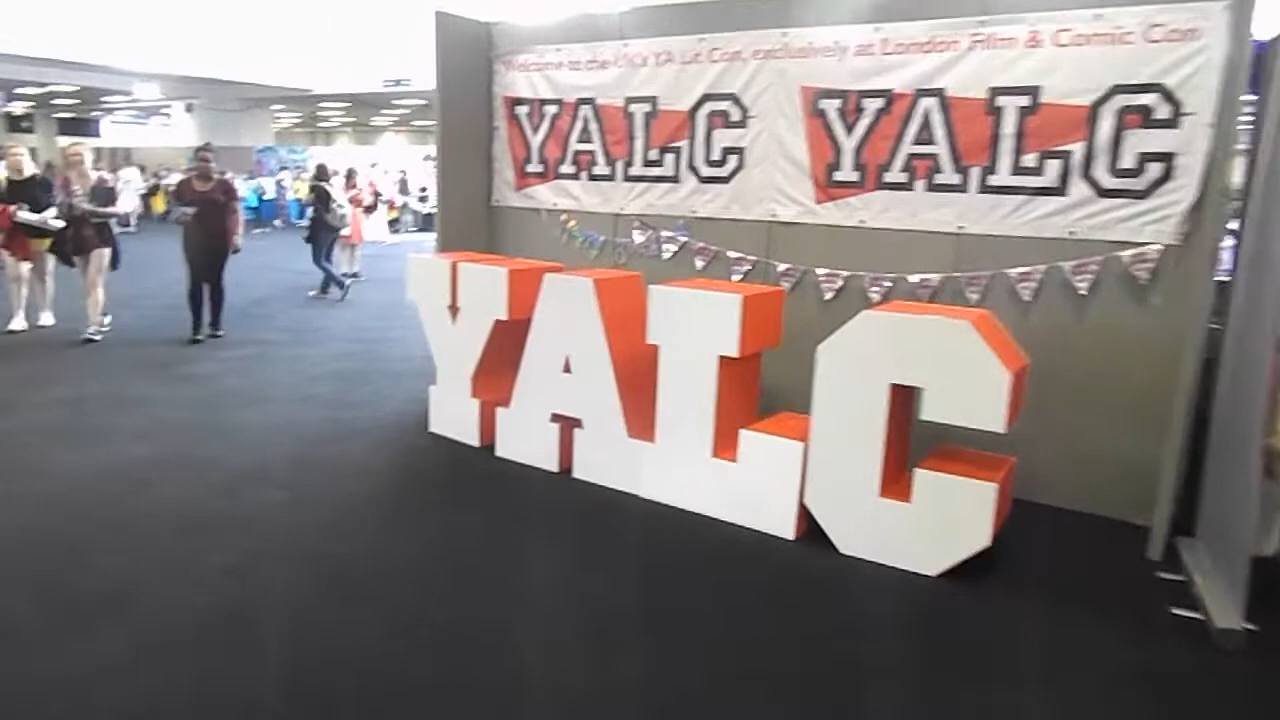 Welcome to the UK's YA Lit Con, exclusively at London Film & Comic Con
YALC YALC
YALC